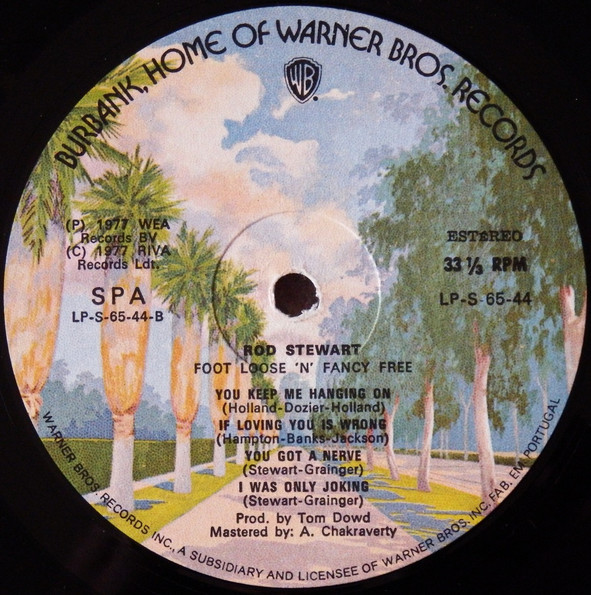 BURBANK, HOME OF WARNER BROS. RECORDS
WB
(P) 1977 WEA
Records BV
(C) 1977 RIVA
Records Ldt.
SPA
LP-S-65-44-B
ESTEREO
33 1/3 RPM
LP-S 65-44
ROD STEWART
FOOT LOOSE 'N' FANCY FREE
YOU KEEP ME HANGING ON
(Holland-Dozier-Holland)
IF LOVING YOU IS WRONG
(Hampton-Banks-Jackson)
YOU GOT A NERVE
(Stewart-Grainger)
I WAS ONLY JOKING
(Stewart-Grainger)
Prod. by Tom Dowd
Mastered by: A. Chakraverty
WARNER BROS. RECORDS INC., A SUBSIDIARY AND LICENSEE OF WARNER BROS. INC. FAB. EM PORTUGAL